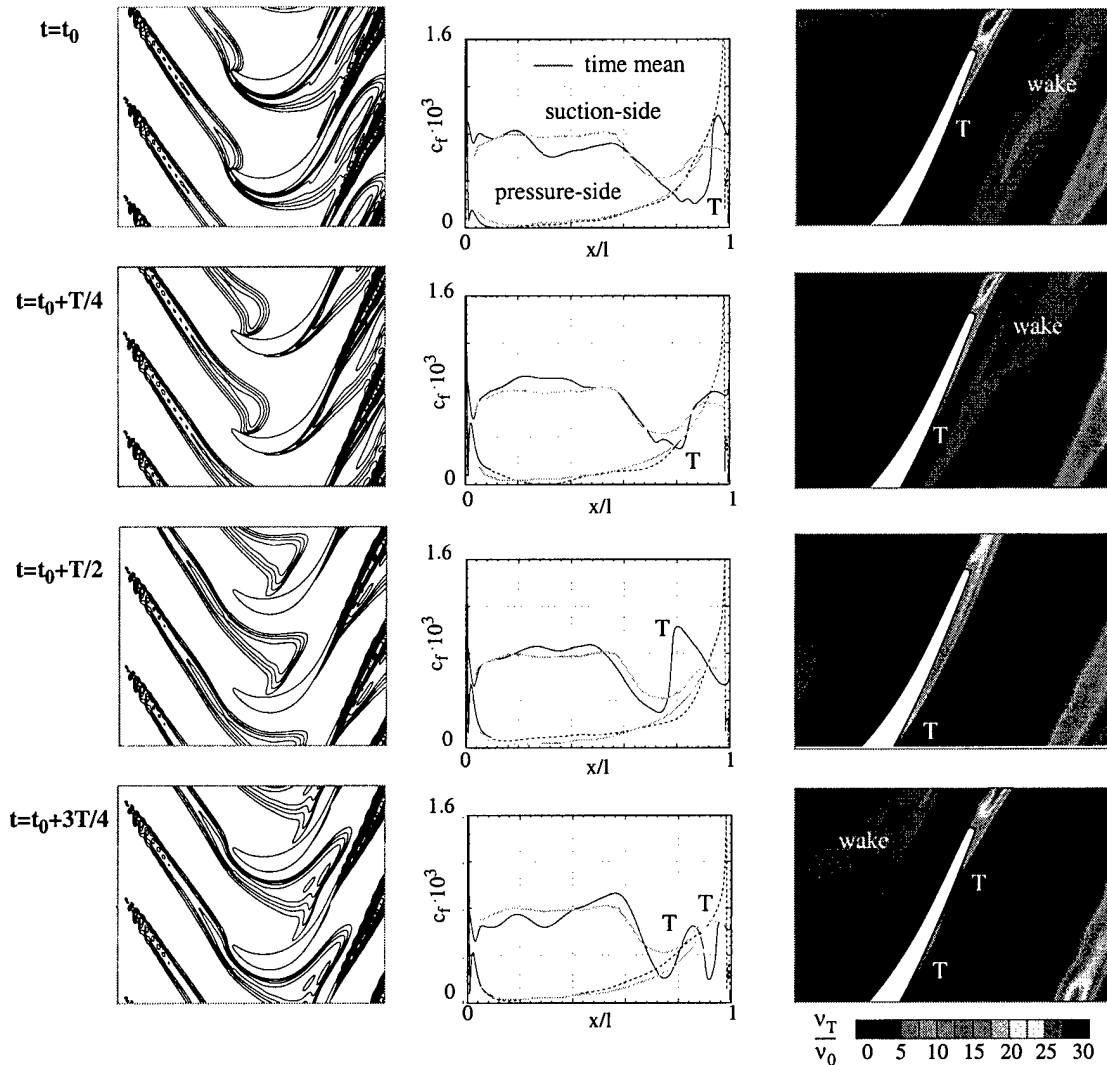 t=t₀
1.6
time mean
suction-side
pressure-side
c_f·10³
T
0
0
x/l
1
wake
T
t=t₀+T/4
1.6
c_f·10³
T
0
0
x/l
1
wake
T
t=t₀+T/2
1.6
c_f·10³
T
0
0
x/l
1
T
t=t₀+3T/4
1.6
c_f·10³
T
T
0
0
x/l
1
wake
T
T
ν_T
ν₀
0 5 10 15 20 25 30